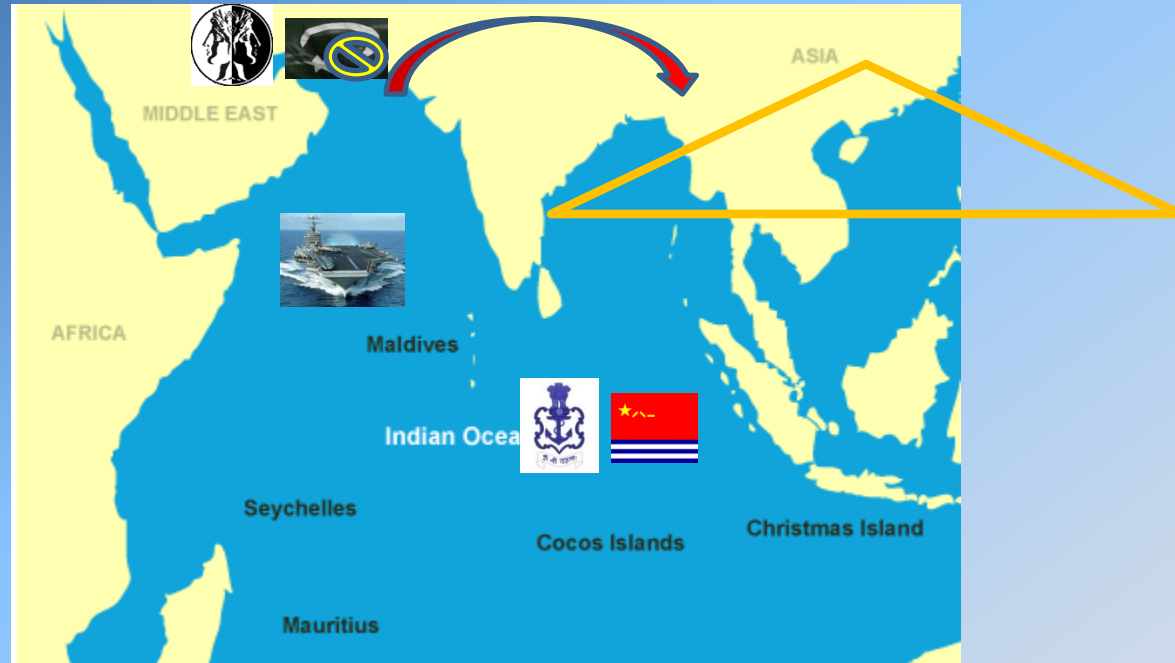 ASIA
MIDDLE EAST
AFRICA
Maldives
Indian Ocea
Seychelles
Christmas Island
Cocos Islands
Mauritius